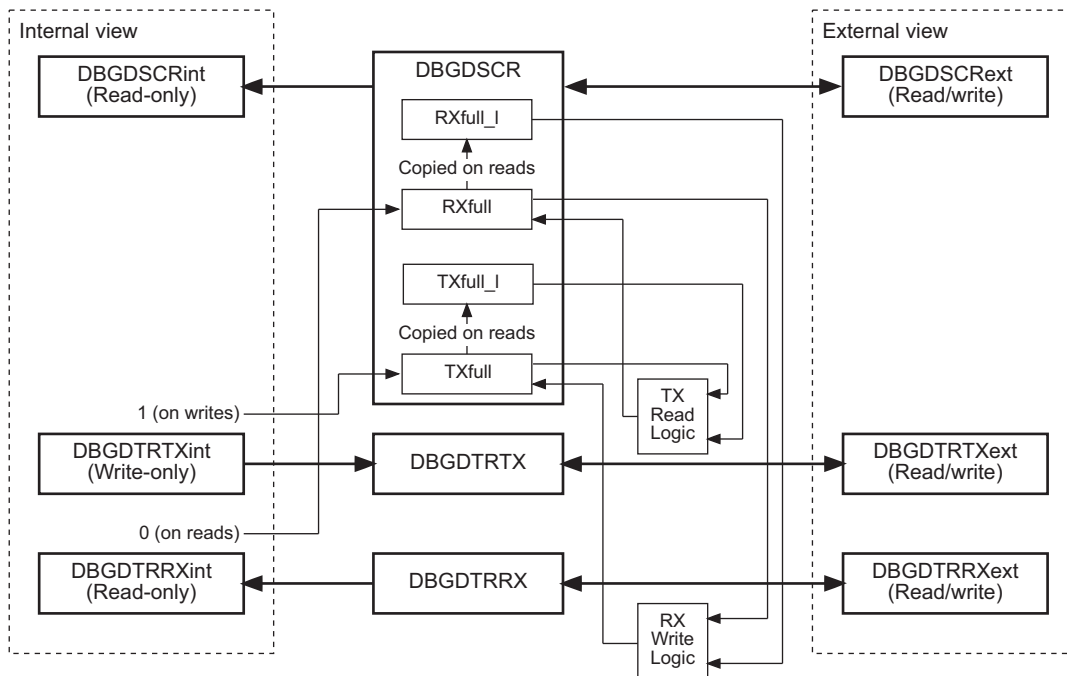 Internal view
External view
DBGDSCRint
(Read-only)
DBGDSCR
DBGDSCRext
(Read/write)
RXfull_l
Copied on reads
RXfull
TXfull_l
Copied on reads
TXfull
TX
Read
Logic
1 (on writes)
DBGDTRTXint
(Write-only)
DBGDTRTX
DBGDTRTXext
(Read/write)
0 (on reads)
DBGDTRRXint
(Read-only)
DBGDTRRX
DBGDTRRXext
(Read/write)
RX
Write
Logic